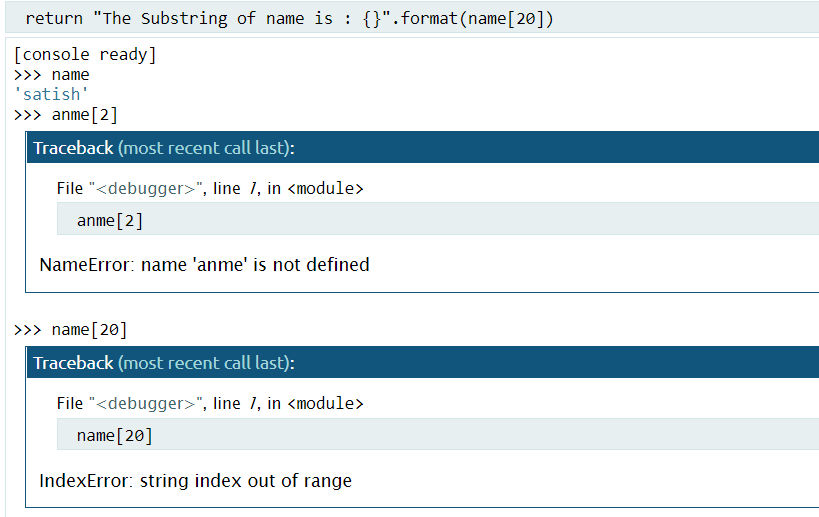 return "The Substring of name is : {}".format(name[20])
[console ready]
>>> name
'satish'
>>> anme[2]
Traceback (most recent call last):
File "<debugger>", line 1, in <module>
anme[2]
NameError: name 'anme' is not defined
>>> name[20]
Traceback (most recent call last):
File "<debugger>", line 1, in <module>
name[20]
IndexError: string index out of range